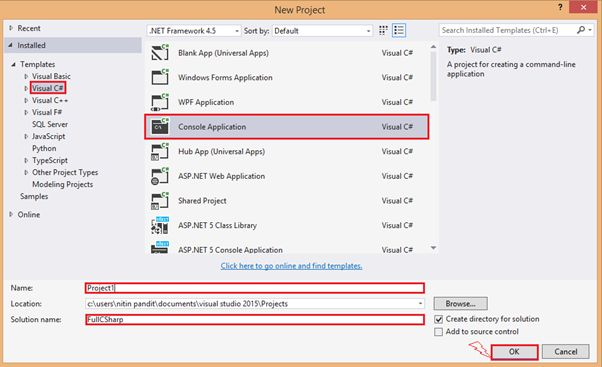 New Project
? ×
Recent
.NET Framework 4.5
Sort by: Default
Search Installed Templates (Ctrl+E)
Installed
Templates
Visual Basic
Visual C#
Visual C++
Visual F#
SQL Server
JavaScript
Python
TypeScript
Other Project Types
Modeling Projects
Samples
Online
Blank App (Universal Apps) Visual C#
Windows Forms Application Visual C#
WPF Application Visual C#
Console Application Visual C#
Hub App (Universal Apps) Visual C#
ASP.NET Web Application Visual C#
Shared Project Visual C#
ASP.NET 5 Class Library Visual C#
ASP.NET 5 Console Application Visual C#
Type: Visual C#
A project for creating a command-line
application
Click here to go online and find templates.
Name: Project1
Location: c:\users\nitin pandit\documents\visual studio 2015\Projects
Browse...
Solution name: FullCSharp
Create directory for solution
Add to source control
OK Cancel